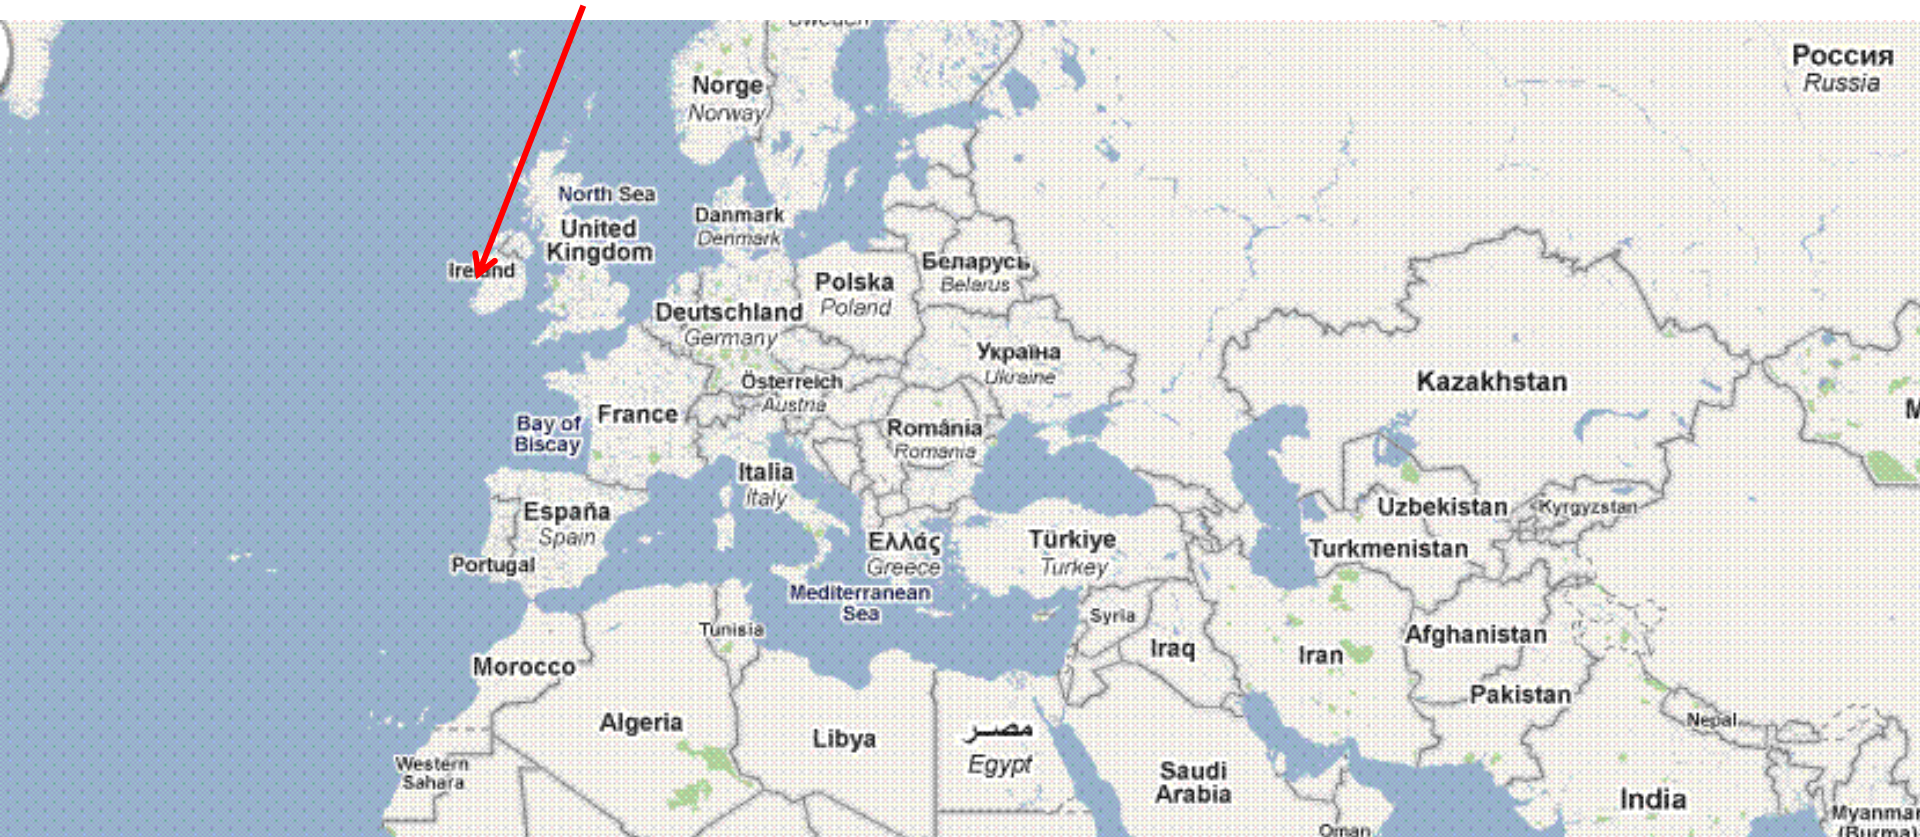 Sweden
Россия
Russia
Norge
Norway
North Sea
United
Kingdom
Danmark
Denmark
Ireland
Беларусь
Belarus
Polska
Poland
Deutschland
Germany
Україна
Ukraine
Österreich
Austria
Kazakhstan
France
Bay of
Biscay
România
Romania
Italia
Italy
España
Spain
Portugal
Ελλάς
Greece
Türkiye
Turkey
Uzbekistan
Kyrgyzstan
Turkmenistan
Mediterranean
Sea
Syria
Tunisia
Iraq
Iran
Afghanistan
Morocco
Pakistan
Algeria
Libya
مصر
Egypt
Nepal
Western
Sahara
Saudi
Arabia
India
Oman
Myanmar
(Burma)